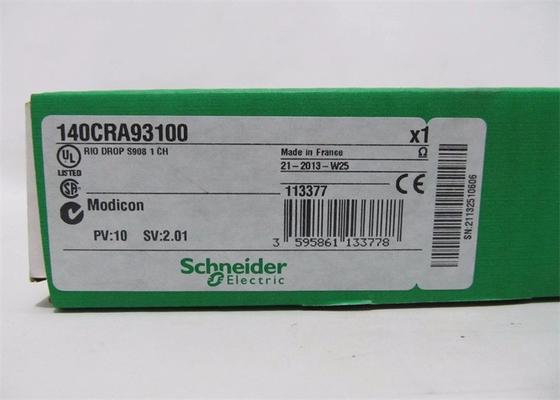 140CRA93100 x1
RIO DROP S908 1 CH
Made in France Ω
21-2013-W25
UL
LISTED
113377
CE
SA
Modicon
PV:10 SV:2.01
3 595861 133778
Schneider
Electric
SN:21132510606